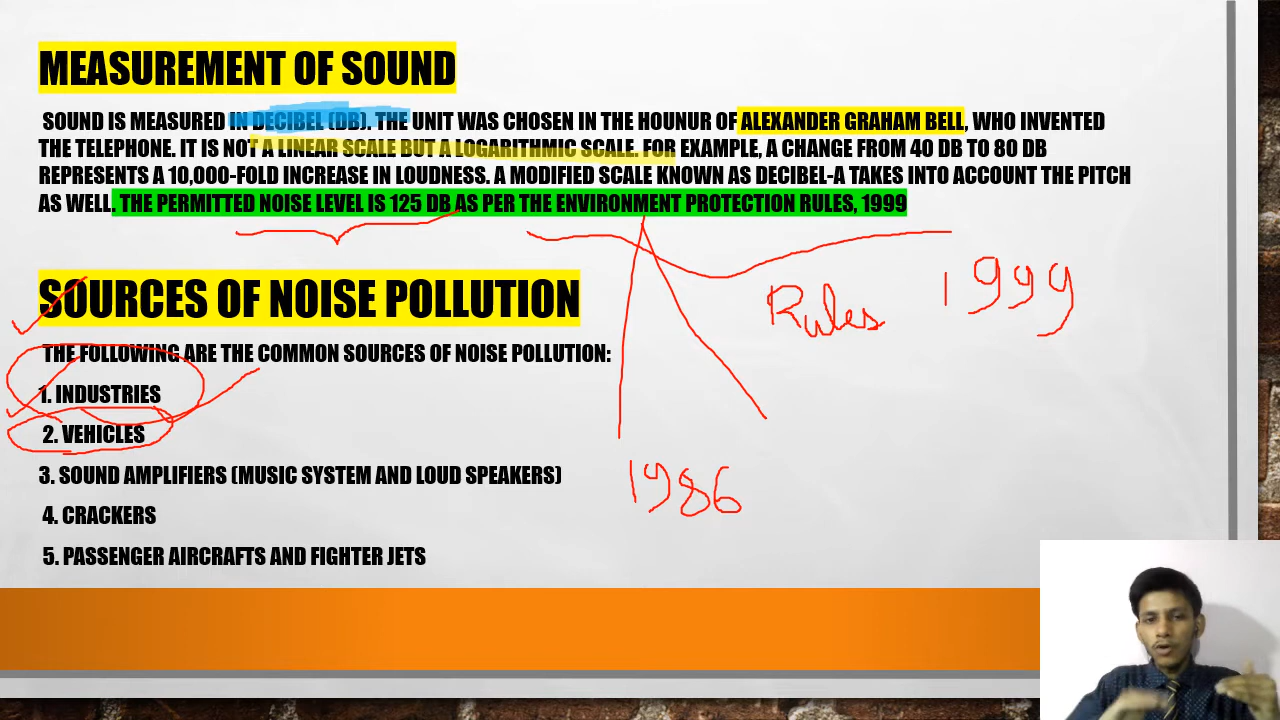 MEASUREMENT OF SOUND
SOUND IS MEASURED IN DECIBEL (DB). THE UNIT WAS CHOSEN IN THE HOUNUR OF ALEXANDER GRAHAM BELL, WHO INVENTED
THE TELEPHONE. IT IS NOT A LINEAR SCALE BUT A LOGARITHMIC SCALE. FOR EXAMPLE, A CHANGE FROM 40 DB TO 80 DB
REPRESENTS A 10,000-FOLD INCREASE IN LOUDNESS. A MODIFIED SCALE KNOWN AS DECIBEL-A TAKES INTO ACCOUNT THE PITCH
AS WELL. THE PERMITTED NOISE LEVEL IS 125 DB AS PER THE ENVIRONMENT PROTECTION RULES, 1999
Rules 1999
SOURCES OF NOISE POLLUTION
THE FOLLOWING ARE THE COMMON SOURCES OF NOISE POLLUTION:
1. INDUSTRIES
2. VEHICLES
3. SOUND AMPLIFIERS (MUSIC SYSTEM AND LOUD SPEAKERS)
1986
4. CRACKERS
5. PASSENGER AIRCRAFTS AND FIGHTER JETS